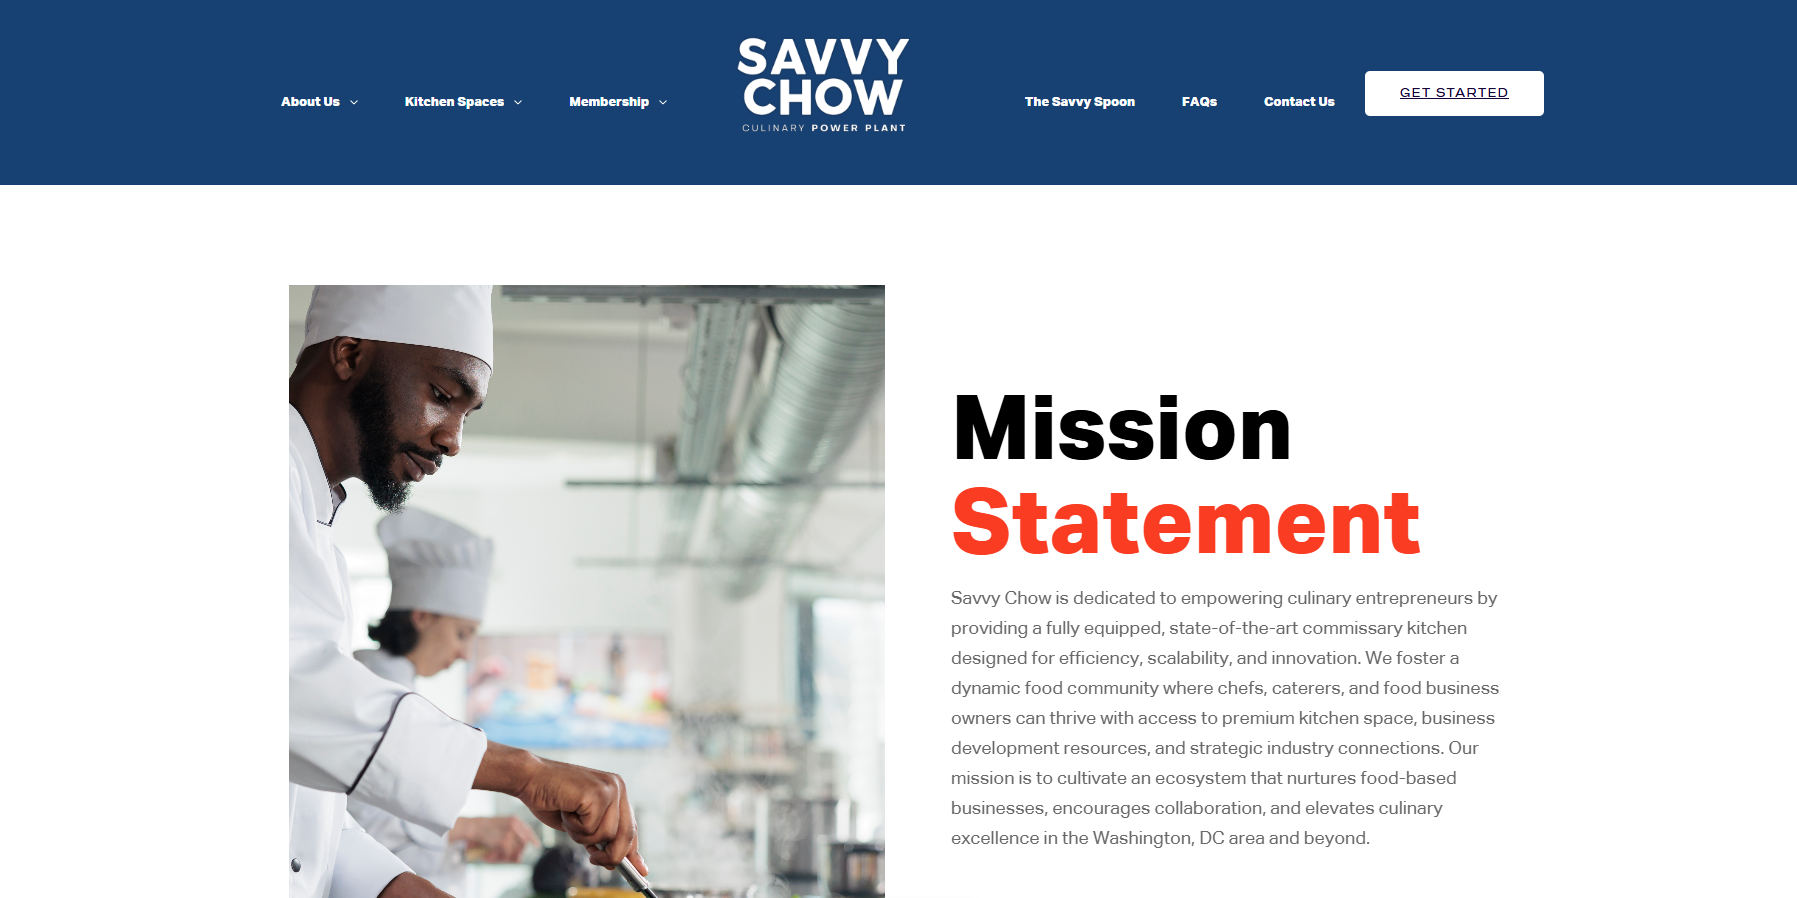 About Us
Kitchen Spaces
Membership
SAVVY
CHOW
CULINARY POWER PLANT
The Savvy Spoon
FAQs
Contact Us
GET STARTED
Mission
Statement
Savvy Chow is dedicated to empowering culinary entrepreneurs by
providing a fully equipped, state-of-the-art commissary kitchen
designed for efficiency, scalability, and innovation. We foster a
dynamic food community where chefs, caterers, and food business
owners can thrive with access to premium kitchen space, business
development resources, and strategic industry connections. Our
mission is to cultivate an ecosystem that nurtures food-based
businesses, encourages collaboration, and elevates culinary
excellence in the Washington, DC area and beyond.